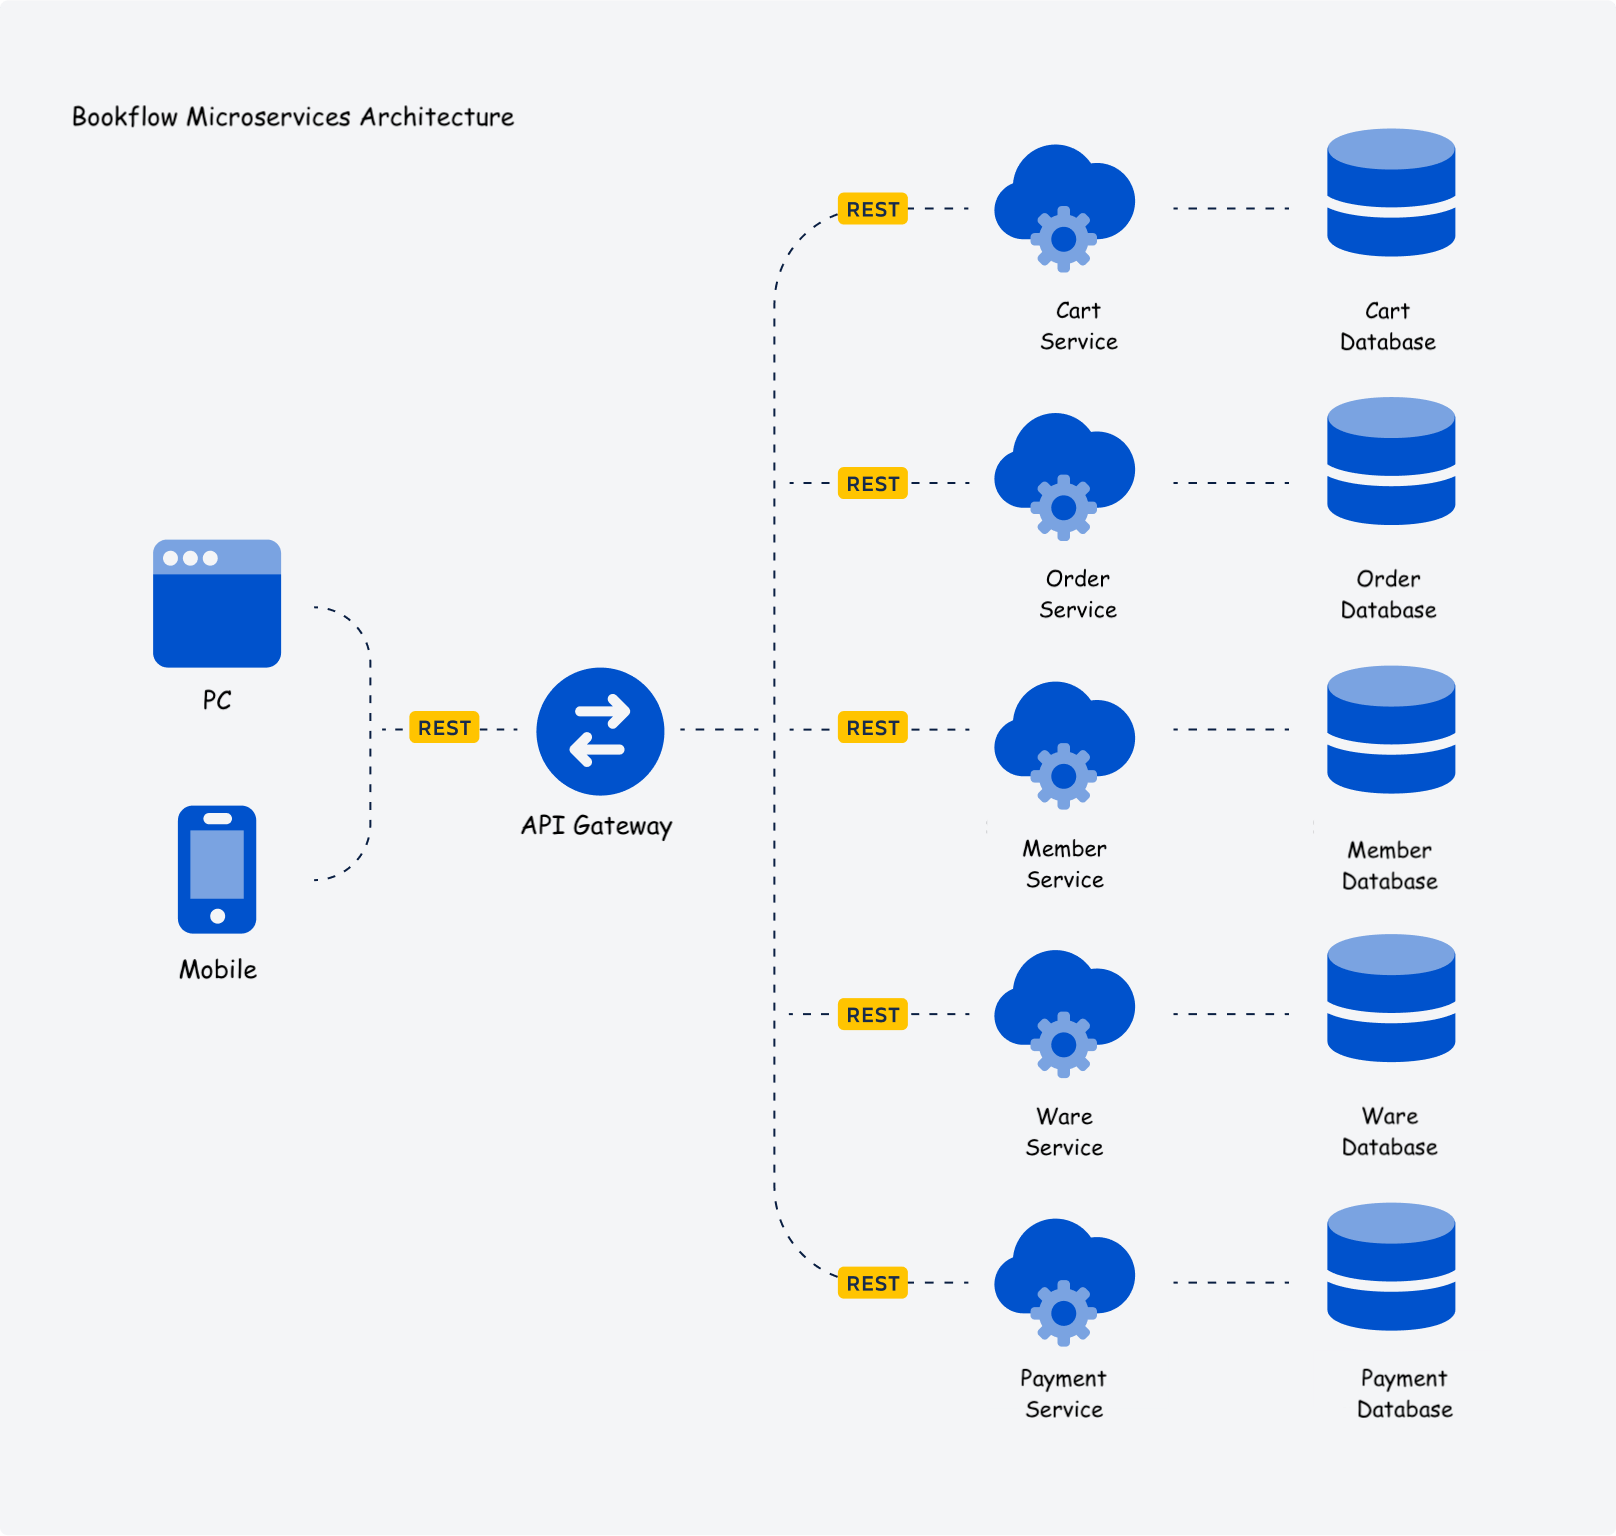 Bookflow Microservices Architecture
REST
Cart
Service
Cart
Database
REST
Order
Service
Order
Database
PC
REST
API Gateway
REST
Member
Service
Member
Database
Mobile
REST
Ware
Service
Ware
Database
REST
Payment
Service
Payment
Database